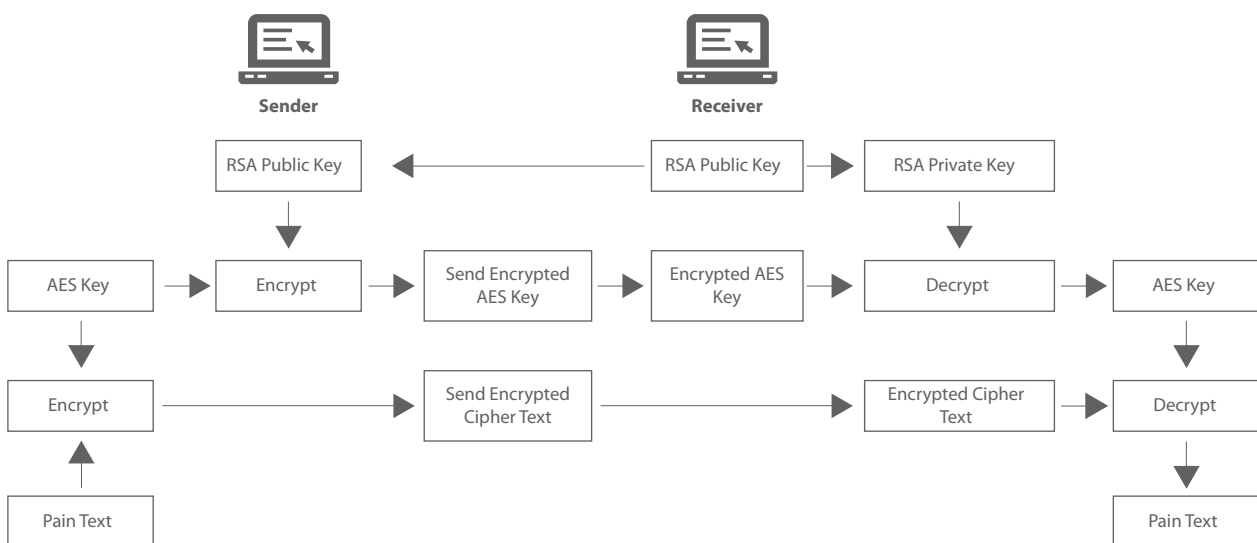 Sender
Receiver
RSA Public Key
RSA Public Key
RSA Private Key
AES Key
Encrypt
Send Encrypted
AES Key
Encrypted AES
Key
Decrypt
AES Key
Encrypt
Send Encrypted
Cipher Text
Encrypted Cipher
Text
Decrypt
Pain Text
Pain Text